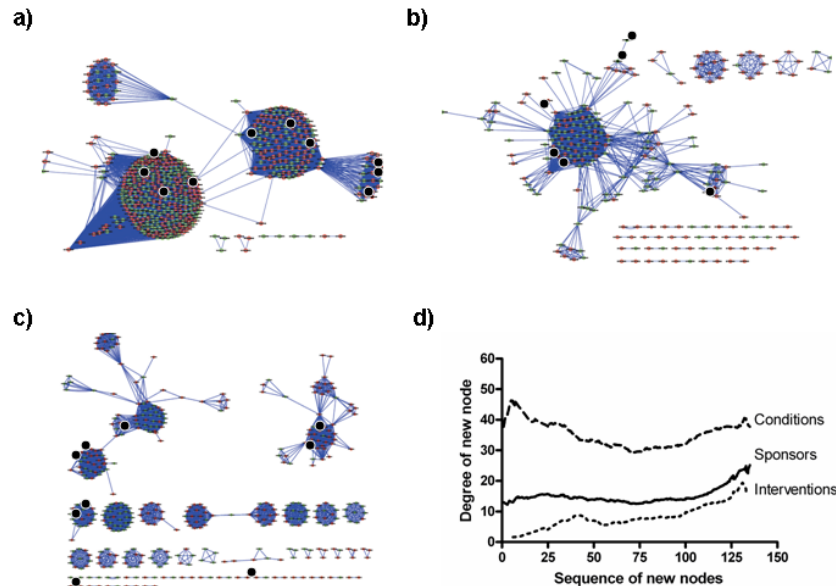 a)
b)
c)
d)
60
50
40
30
20
10
0
0
25
50
75
100
125
150
Degree of new node
Sequence of new nodes
Conditions
Sponsors
Interventions